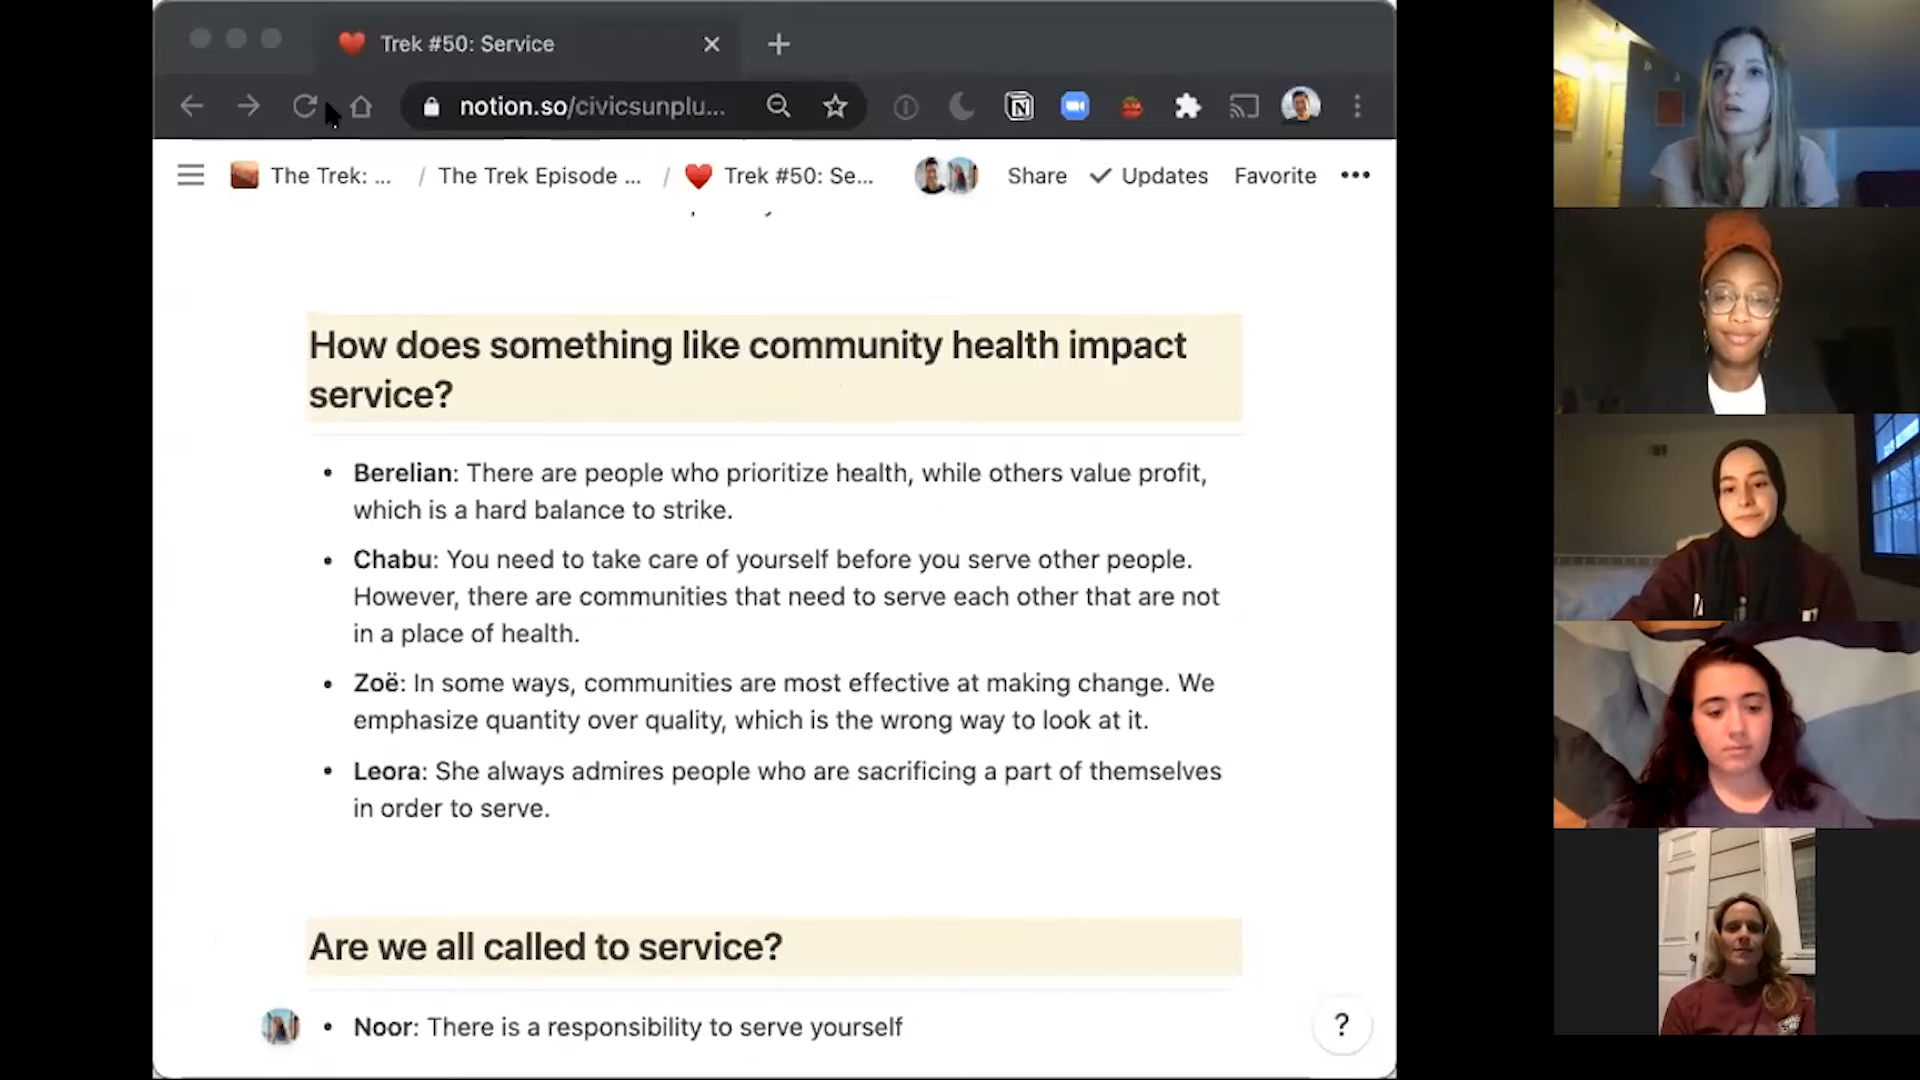 Trek #50: Service
notion.so/civicsunplu...
The Trek: ... / The Trek Episode ... / Trek #50: Se... Share Updates Favorite
How does something like community health impact
service?
• Berelian: There are people who prioritize health, while others value profit,
which is a hard balance to strike.
• Chabu: You need to take care of yourself before you serve other people.
However, there are communities that need to serve each other that are not
in a place of health.
• Zoë: In some ways, communities are most effective at making change. We
emphasize quantity over quality, which is the wrong way to look at it.
• Leora: She always admires people who are sacrificing a part of themselves
in order to serve.
Are we all called to service?
• Noor: There is a responsibility to serve yourself
?